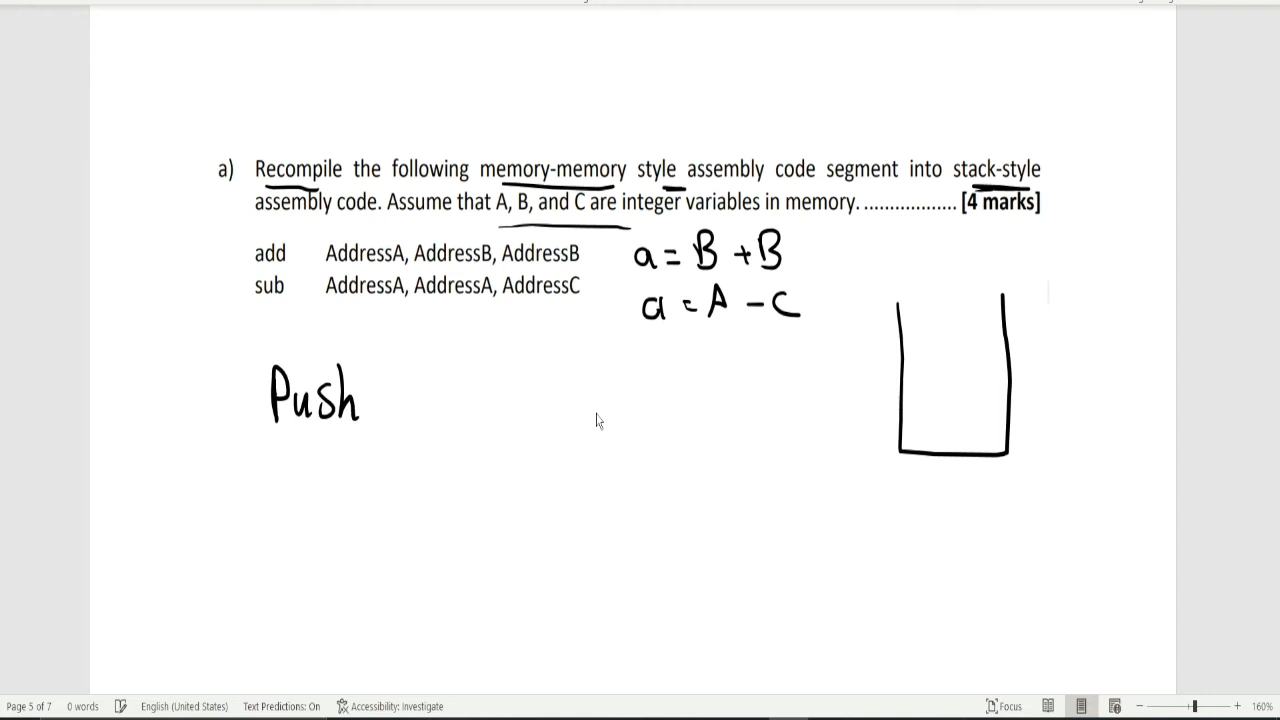 a) Recompile the following memory-memory style assembly code segment into stack-style
assembly code. Assume that A, B, and C are integer variables in memory. .................. [4 marks]
add AddressA, AddressB, AddressB a = B + B
sub AddressA, AddressA, AddressC a = A - C
Push
Page 5 of 7 0 words English (United States) Text Predictions: On Accessibility: Investigate Focus 160%